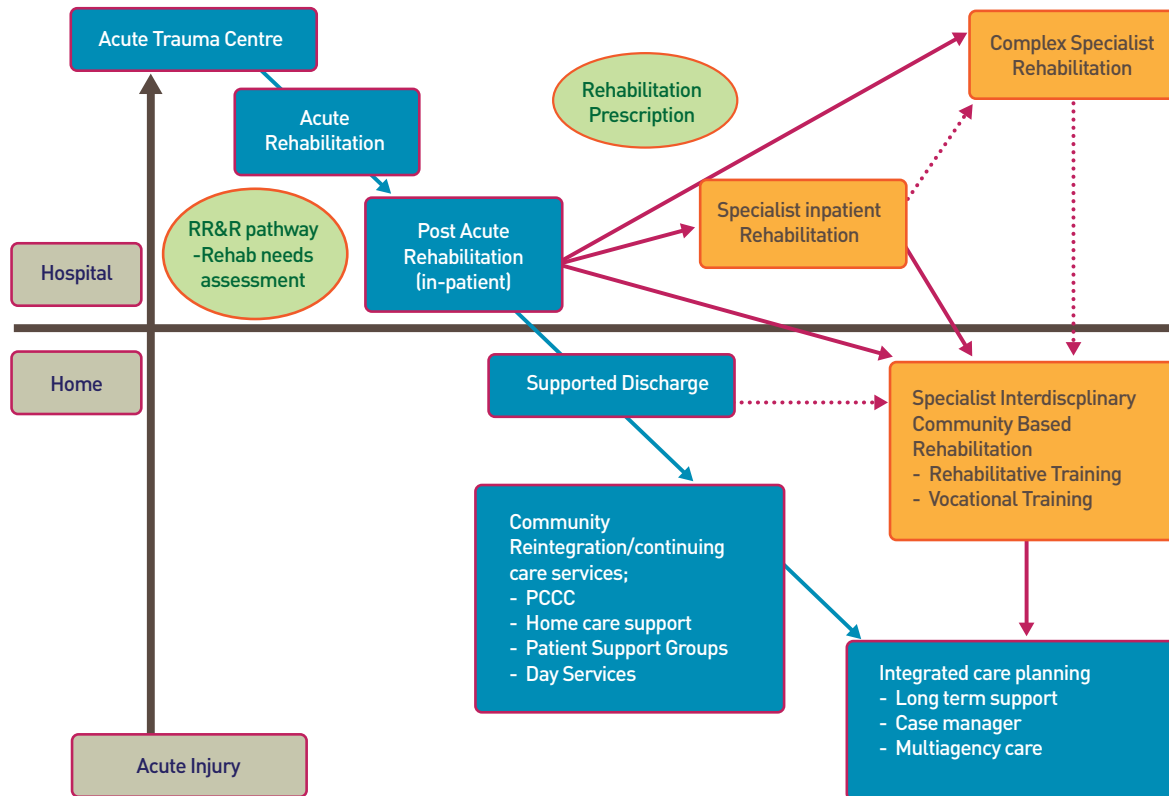 Acute Trauma Centre
Acute
Rehabilitation
Rehabilitation
Prescription
Complex Specialist
Rehabilitation
RR&R pathway
-Rehab needs
assessment
Post Acute
Rehabilitation
(in-patient)
Specialist inpatient
Rehabilitation
Hospital
Home
Supported Discharge
Specialist Interdiscplinary
Community Based
Rehabilitation
- Rehabilitative Training
- Vocational Training
Community
Reintegration/continuing
care services;
- PCCC
- Home care support
- Patient Support Groups
- Day Services
Integrated care planning
- Long term support
- Case manager
- Multiagency care
Acute Injury